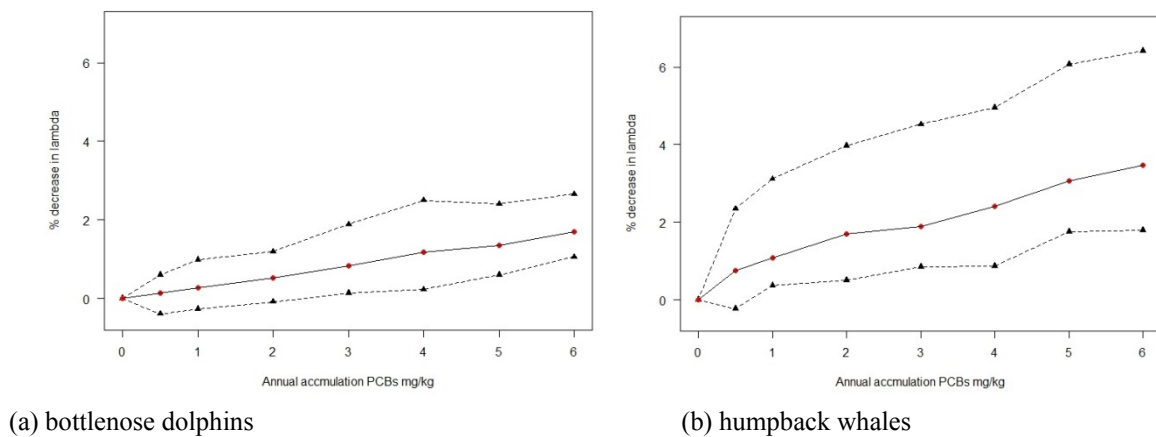 % decrease in lambda
6
4
2
0
0 1 2 3 4 5 6
Annual accmulation PCBs mg/kg
(a) bottlenose dolphins
% decrease in lambda
6
4
2
0
0 1 2 3 4 5 6
Annual accmulation PCBs mg/kg
(b) humpback whales